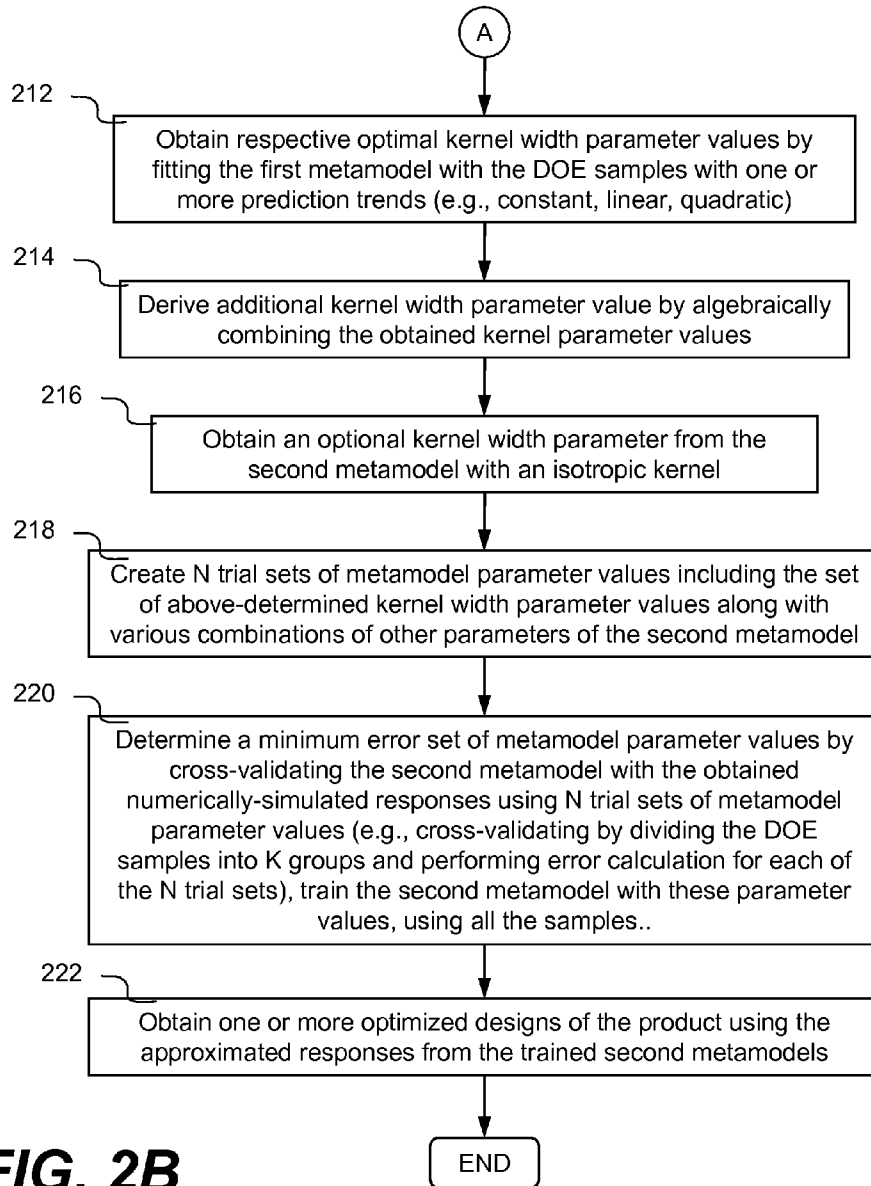 A
212
Obtain respective optimal kernel width parameter values by
fitting the first metamodel with the DOE samples with one or
more prediction trends (e.g., constant, linear, quadratic)
214
Derive additional kernel width parameter value by algebraically
combining the obtained kernel parameter values
216
Obtain an optional kernel width parameter from the
second metamodel with an isotropic kernel
218
Create N trial sets of metamodel parameter values including the set
of above-determined kernel width parameter values along with
various combinations of other parameters of the second metamodel
220
Determine a minimum error set of metamodel parameter values by
cross-validating the second metamodel with the obtained
numerically-simulated responses using N trial sets of metamodel
parameter values (e.g., cross-validating by dividing the DOE
samples into K groups and performing error calculation for each of
the N trial sets), train the second metamodel with these parameter
values, using all the samples..
222
Obtain one or more optimized designs of the product using the
approximated responses from the trained second metamodels
END
FIG. 2B